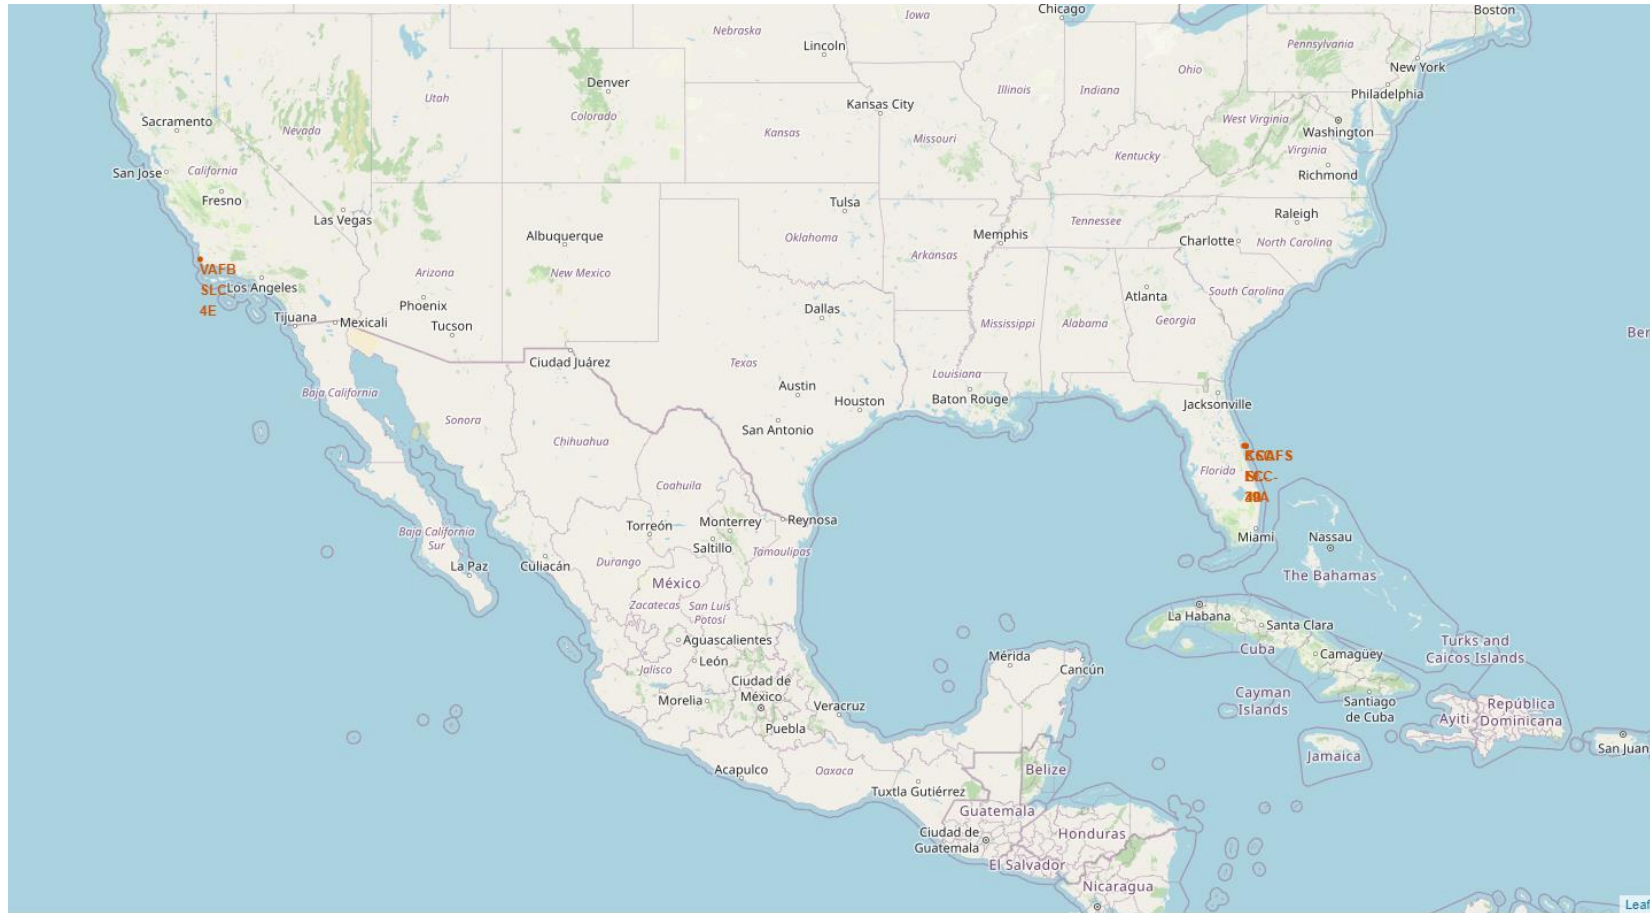 Chicago
Boston
Iowa
Nebraska
Lincoln
Pennsylvania
New York
Ohio
Denver
Utah
Illinois
Indiana
Philadelphia
Kansas City
Colorado
Sacramento
Nevada
Kansas
Missouri
West Virginia
Washington
Virginia
Kentucky
San Jose
California
Richmond
Fresno
Las Vegas
Tulsa
Raleigh
Tennessee
Albuquerque
Oklahoma
Memphis
Charlotte
North Carolina
Arkansas
VAFB
SLC-
4E
Arizona
New Mexico
Los Angeles
South Carolina
Atlanta
Phoenix
Dallas
Tijuana
Mexicali
Tucson
Mississippi
Alabama
Georgia
Ciudad Juárez
Texas
Louisiana
Austin
Baja California
Houston
Baton Rouge
Jacksonville
Sonora
San Antonio
Chihuahua
Florida
Coahuila
Torreón
Monterrey
Reynosa
Baja California
Sur
Saltillo
Tamaulipas
Miami
Nassau
La Paz
Culiacán
Durango
The Bahamas
México
Zacatecas
San Luis
Potosí
La Habana
Santa Clara
Aguascalientes
Cuba
Turks and
Caicos Islands
Mérida
Camagüey
León
Jalisco
Cancún
Ciudad de
México
Morelia
Cayman
Islands
Santiago
de Cuba
Veracruz
República
Dominicana
Ayiti
Puebla
San Juan
Jamaica
Acapulco
Oaxaca
Belize
Tuxtla Gutiérrez
Guatemala
Ciudad de
Guatemala
Honduras
El Salvador
Nicaragua